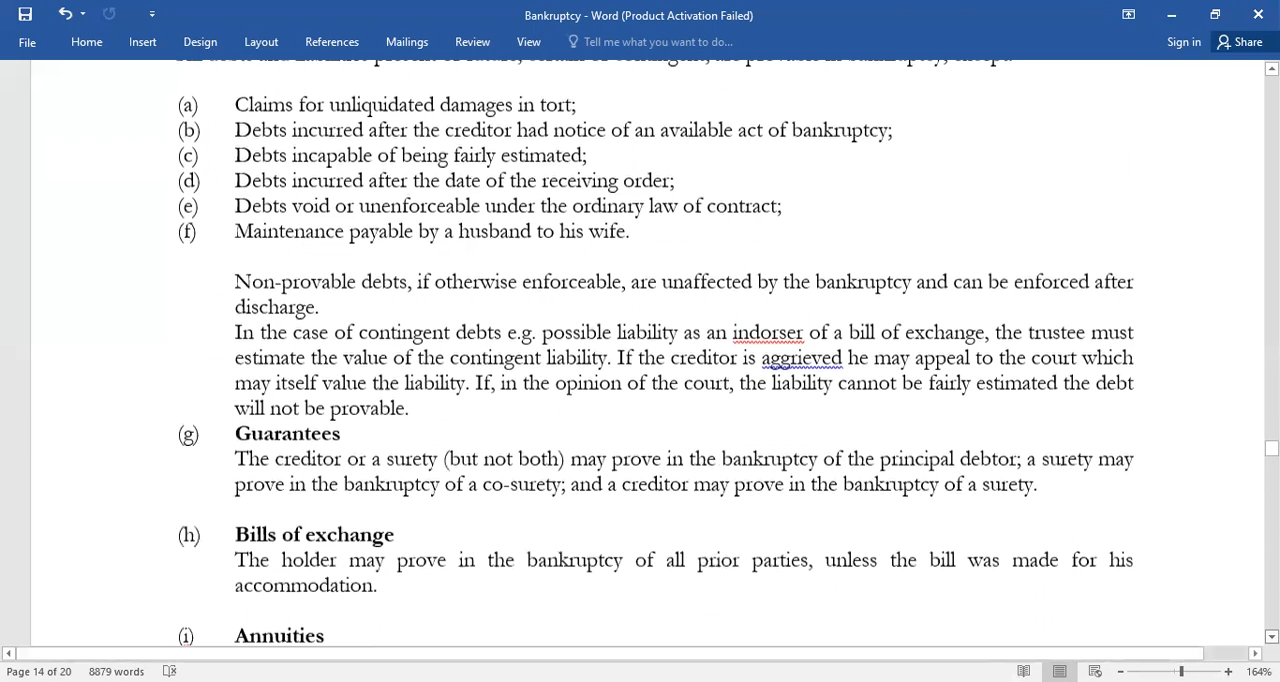 Bankruptcy - Word (Product Activation Failed)
File Home Insert Design Layout References Mailings Review View Tell me what you want to do... Sign in Share
(a) Claims for unliquidated damages in tort;
(b) Debts incurred after the creditor had notice of an available act of bankruptcy;
(c) Debts incapable of being fairly estimated;
(d) Debts incurred after the date of the receiving order;
(e) Debts void or unenforceable under the ordinary law of contract;
(f) Maintenance payable by a husband to his wife.
Non-provable debts, if otherwise enforceable, are unaffected by the bankruptcy and can be enforced after
discharge.
In the case of contingent debts e.g. possible liability as an indorser of a bill of exchange, the trustee must
estimate the value of the contingent liability. If the creditor is aggrieved he may appeal to the court which
may itself value the liability. If, in the opinion of the court, the liability cannot be fairly estimated the debt
will not be provable.
(g) Guarantees
The creditor or a surety (but not both) may prove in the bankruptcy of the principal debtor; a surety may
prove in the bankruptcy of a co-surety; and a creditor may prove in the bankruptcy of a surety.
(h) Bills of exchange
The holder may prove in the bankruptcy of all prior parties, unless the bill was made for his
accommodation.
(i) Annuities
Page 14 of 20 8879 words 164%